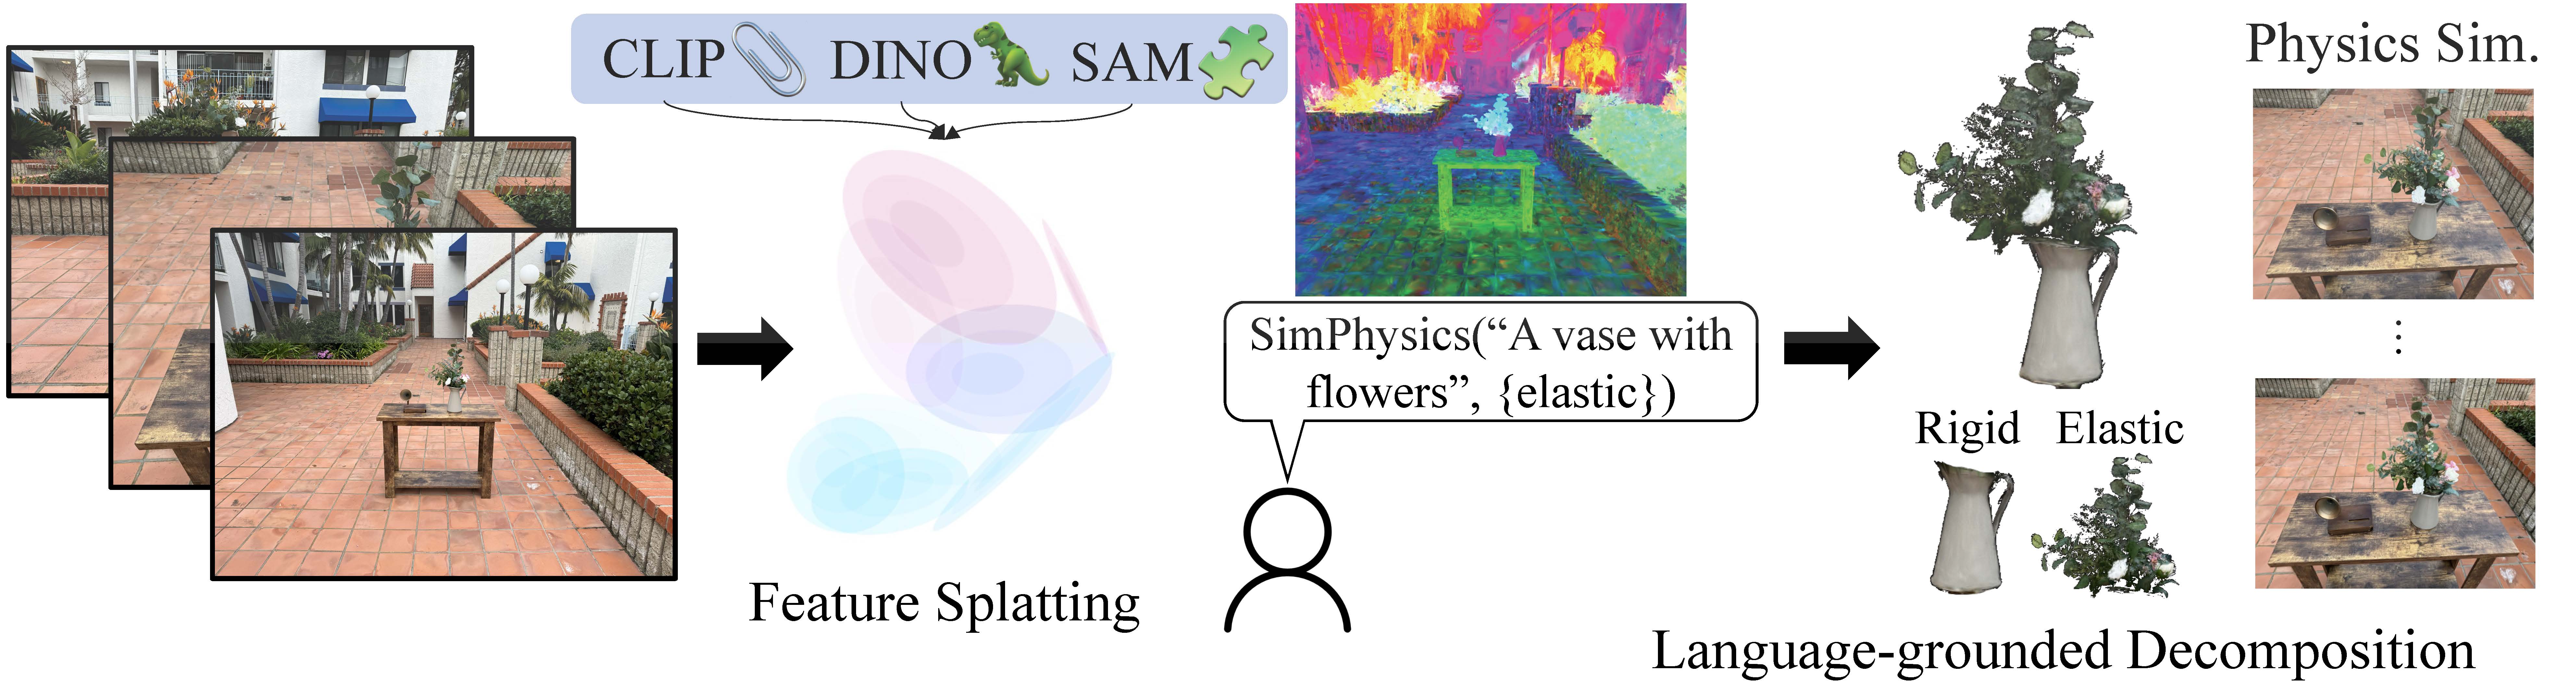 CLIP DINO SAM
Feature Splatting
SimPhysics(“A vase with
flowers”, {elastic})
Rigid Elastic
Physics Sim.
Language-grounded Decomposition